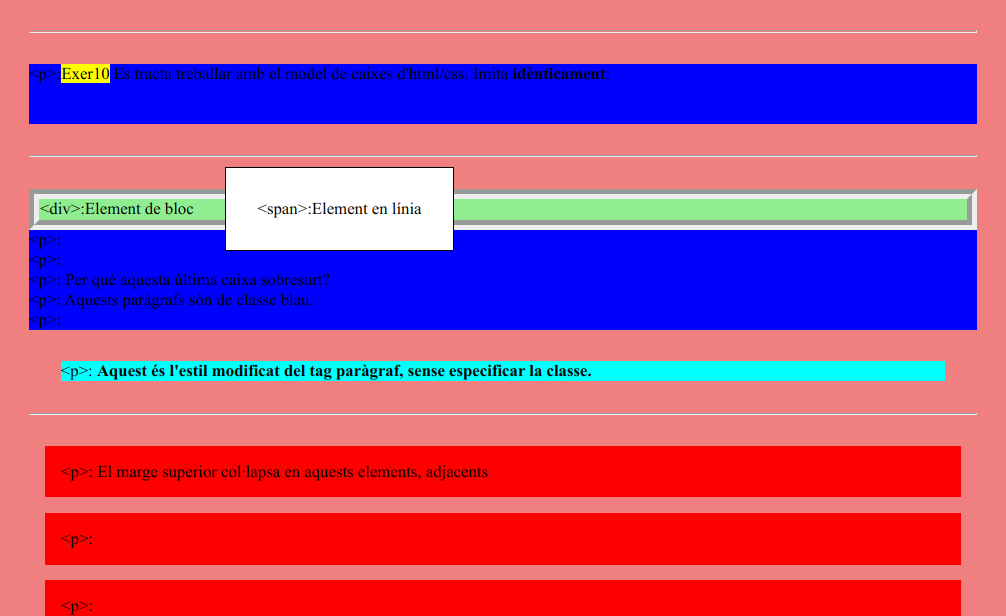 <p>:Exer10 Es tracta treballar amb el model de caixes d'html/css. Imita idènticament:
<div>:Element de bloc <span>:Element en línia
<p>:
<p>:
<p>: Per què aquesta última caixa sobresurt?
<p>: Aquests paràgrafs són de classe blau.
<p>:
<p>: Aquest és l'estil modificat del tag paràgraf, sense especificar la classe.
<p>: El marge superior col·lapsa en aquests elements, adjacents
<p>:
<p>: